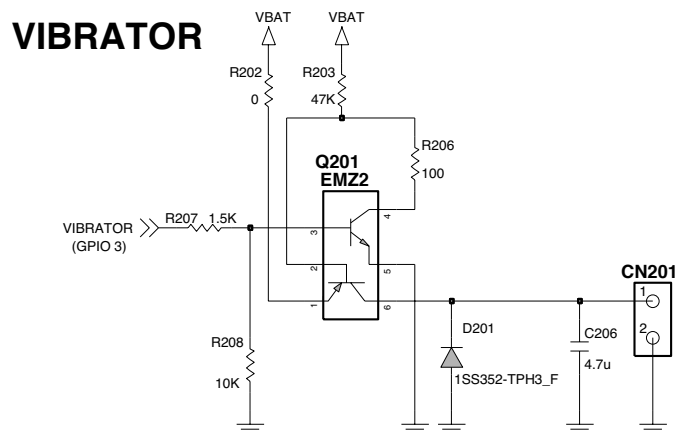 VIBRATOR
VBAT
VBAT
R202
0
R203
47K
R206
100
Q201
EMZ2
VIBRATOR
(GPIO 3)
R207 1.5K
3
4
2
5
1
6
CN201
1
2
D201
1SS352-TPH3_F
C206
4.7u
R208
10K